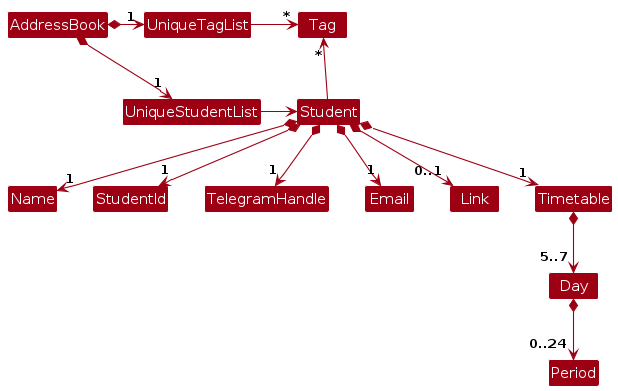 AddressBook 1 UniqueTagList * Tag
*
1
UniqueStudentList Student
1 1 1 1 0..1 1
Name StudentId TelegramHandle Email Link Timetable
5..7
Day
0..24
Period